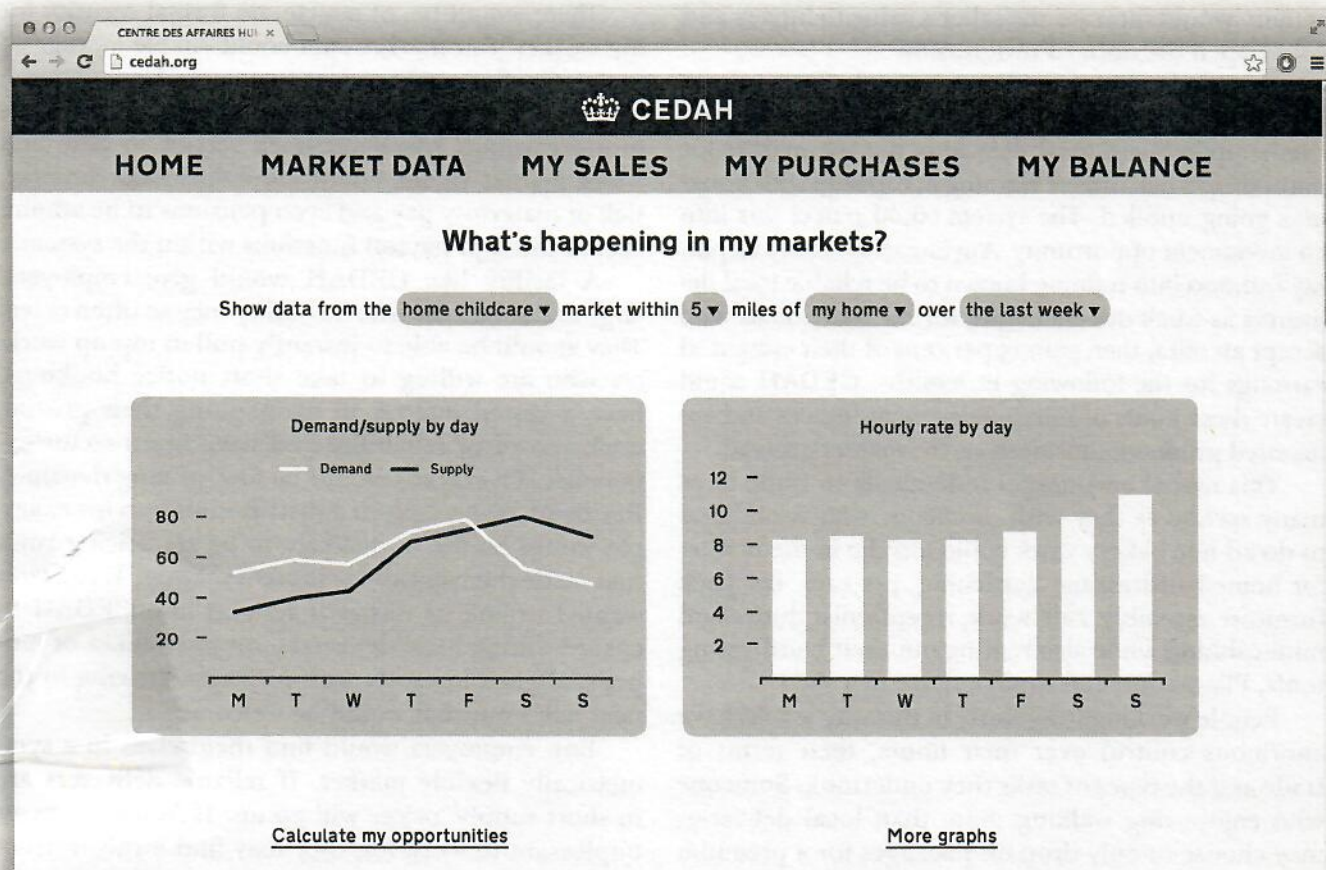 CENTRE DES AFFAIRES HU
cedah.org
CEDAH
HOME MARKET DATA MY SALES MY PURCHASES MY BALANCE
What's happening in my markets?
Show data from the home childcare ▼ market within 5 ▼ miles of my home ▼ over the last week ▼
Demand/supply by day
Demand Supply
80
60
40
20
M T W T F S S
Calculate my opportunities
Hourly rate by day
12
10
8
6
4
2
M T W T F S S
More graphs